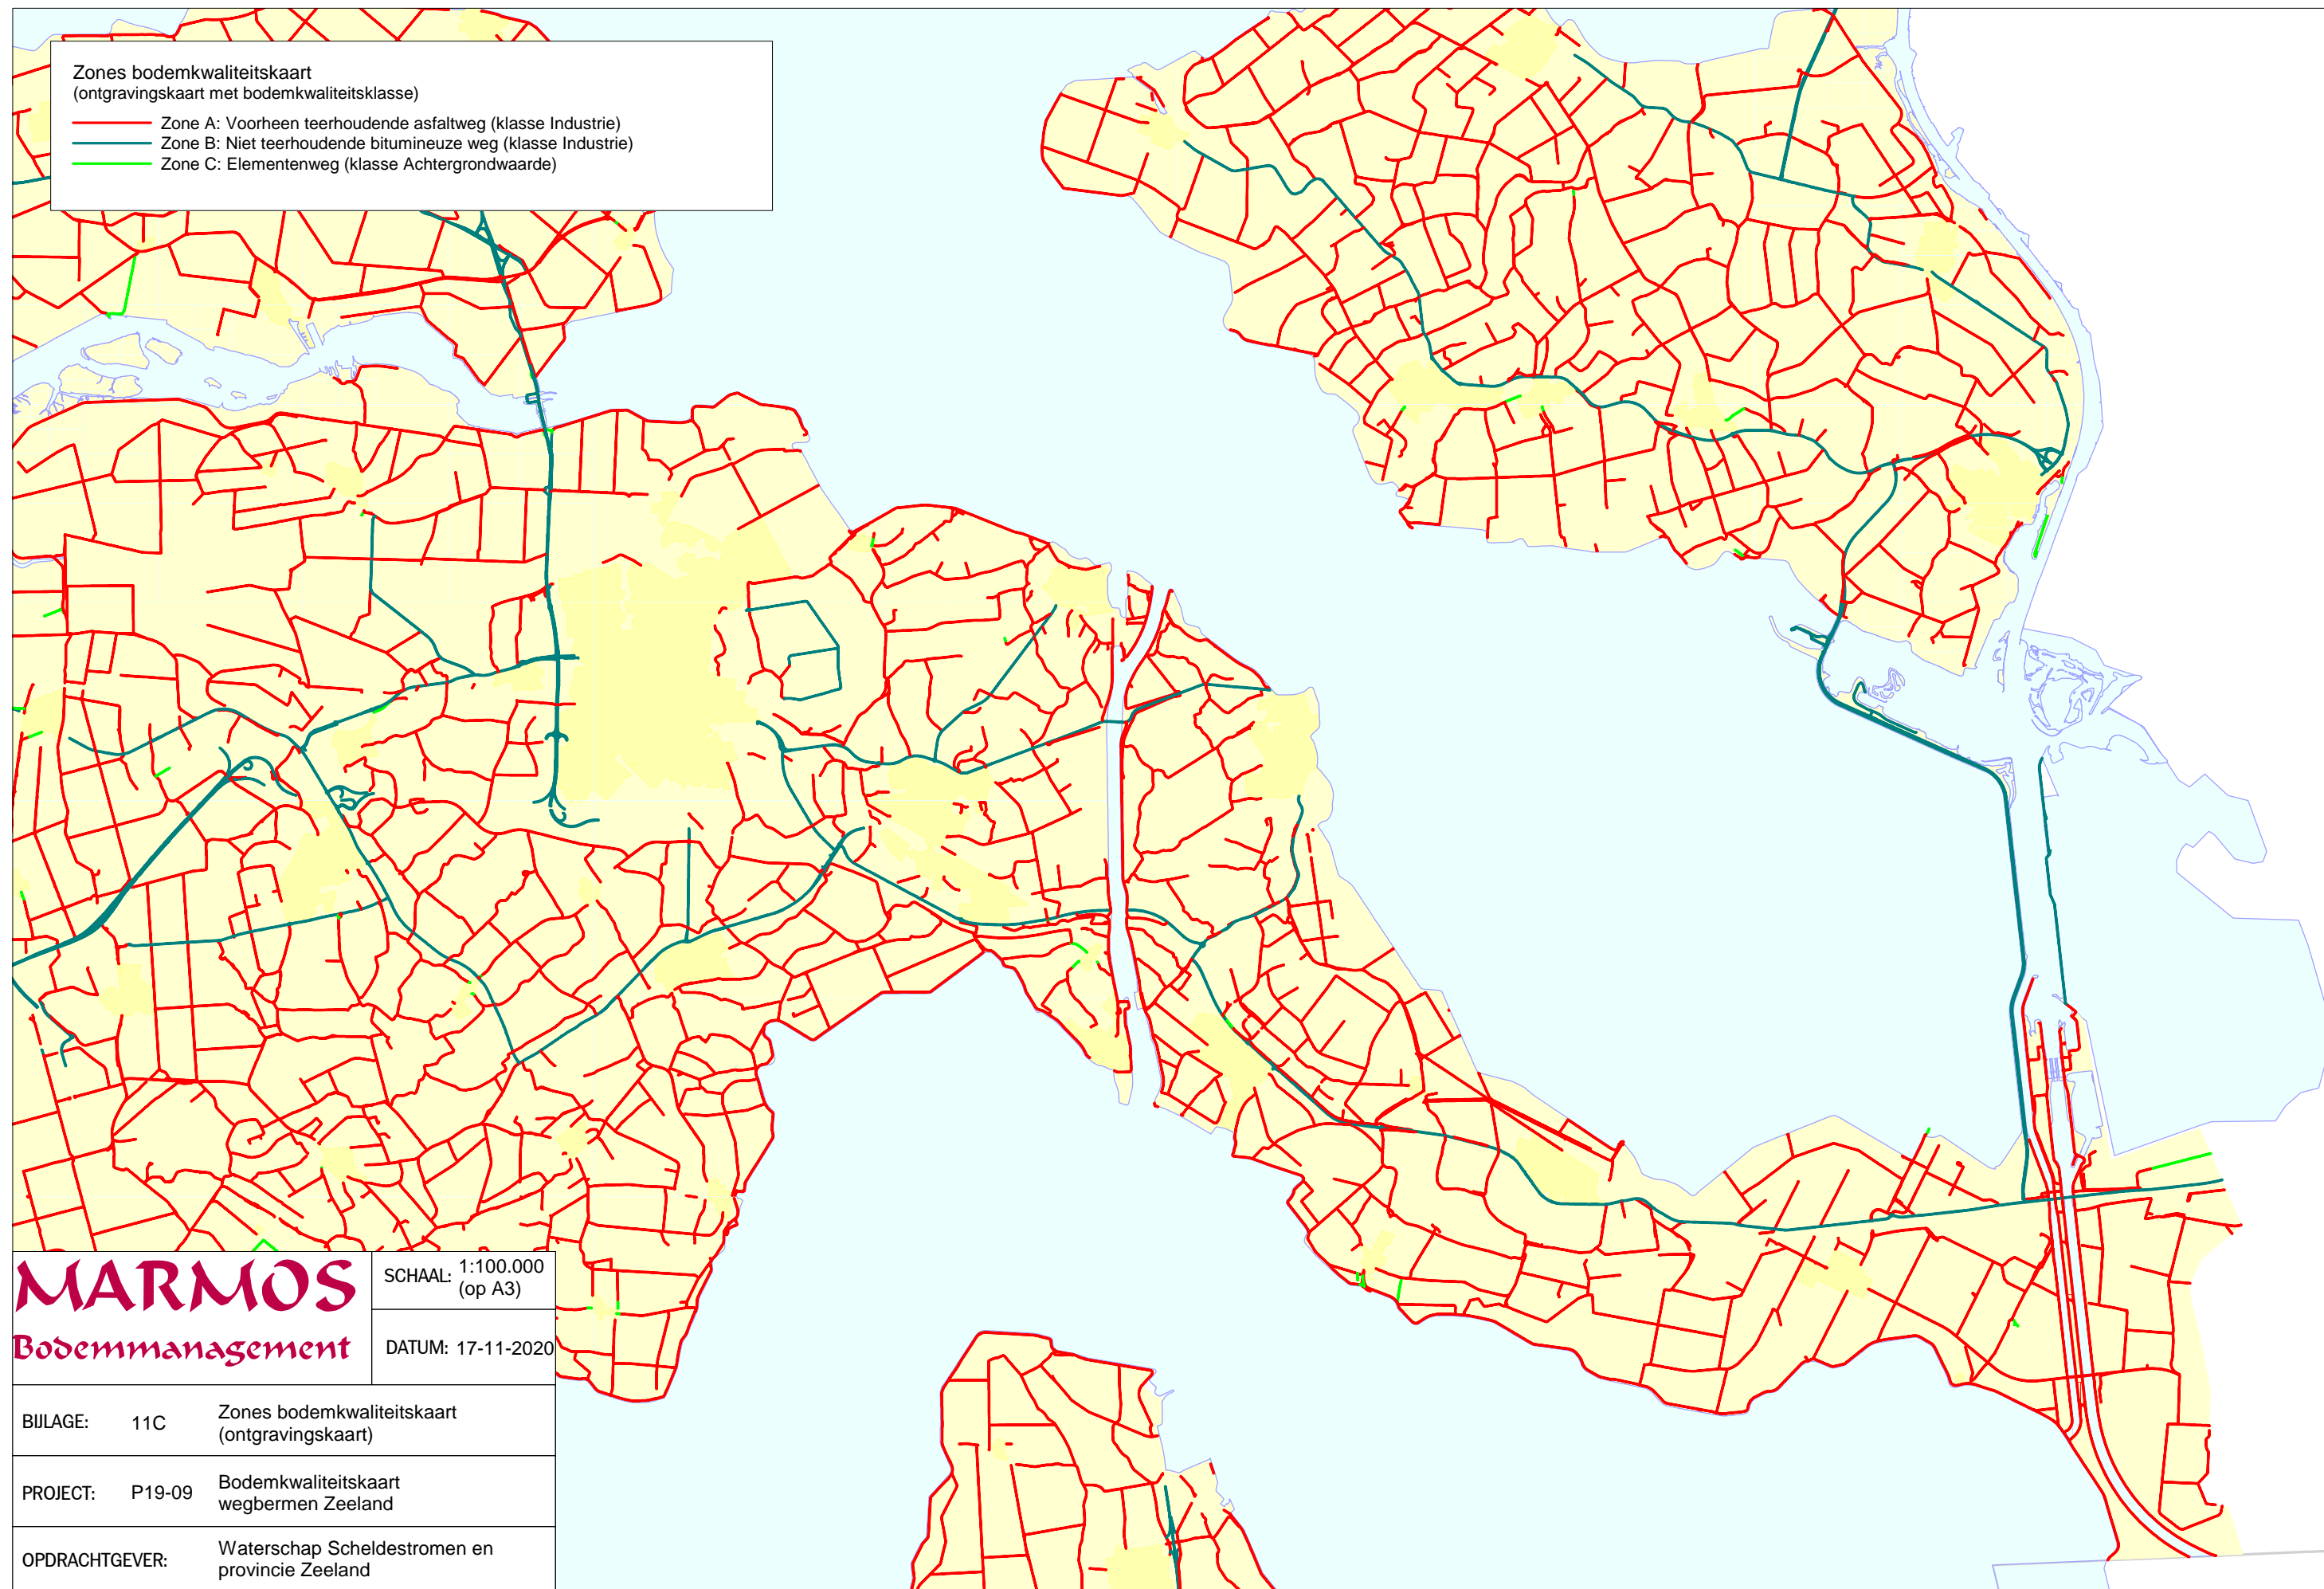 Zones bodemkwaliteitskaart
(ontgravingskaart met bodemkwaliteitsklasse)
Zone A: Voorheen teerhoudende asfaltweg (klasse Industrie)
Zone B: Niet teerhoudende bitumineuze weg (klasse Industrie)
Zone C: Elementenweg (klasse Achtergrondwaarde)
MARMOS
Bodemmanagement
SCHAAL: 1:100.000
(op A3)
DATUM: 17-11-2020
BIJLAGE: 11C Zones bodemkwaliteitskaart
(ontgravingskaart)
PROJECT: P19-09 Bodemkwaliteitskaart
wegbermen Zeeland
OPDRACHTGEVER: Waterschap Scheldestromen en
provincie Zeeland